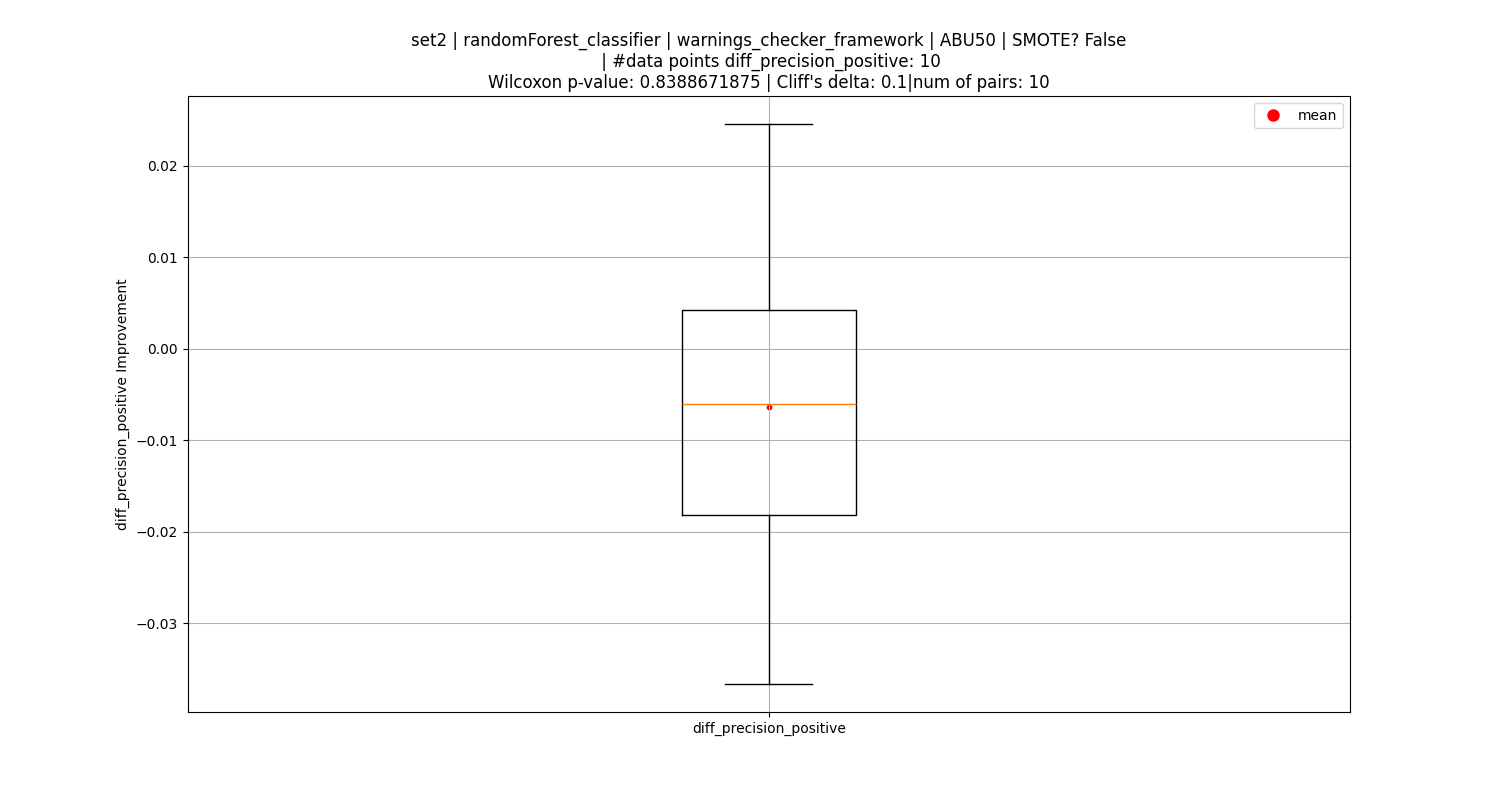 set2 | randomForest_classifier | warnings_checker_framework | ABU50 | SMOTE? False
| #data points diff_precision_positive: 10
Wilcoxon p-value: 0.8388671875 | Cliff's delta: 0.1|num of pairs: 10
mean
0.02
0.01
0.00
−0.01
−0.02
−0.03
diff_precision_positive Improvement
diff_precision_positive